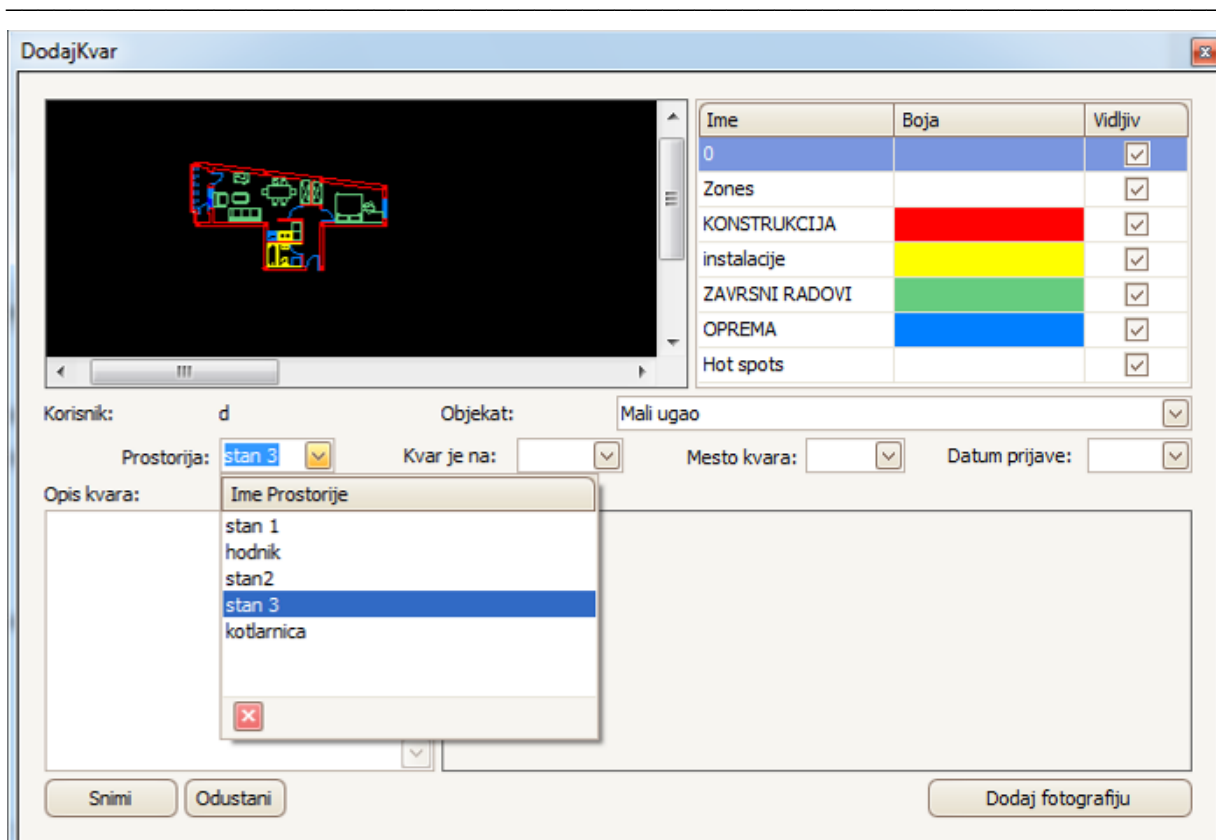 DodajKvar
Ime Boja Vidljiv
0
Zones
KONSTRUKCIJA
instalacije
ZAVRSNI RADOVI
OPREMA
Hot spots
Korisnik: d Objekat: Mali ugao
Prostorija: stan 3 Kvar je na: Mesto kvara: Datum prijave:
Opis kvara:
Ime Prostorije
stan 1
hodnik
stan2
stan 3
kotlarnica
Snimi Odustani Dodaj fotografiju